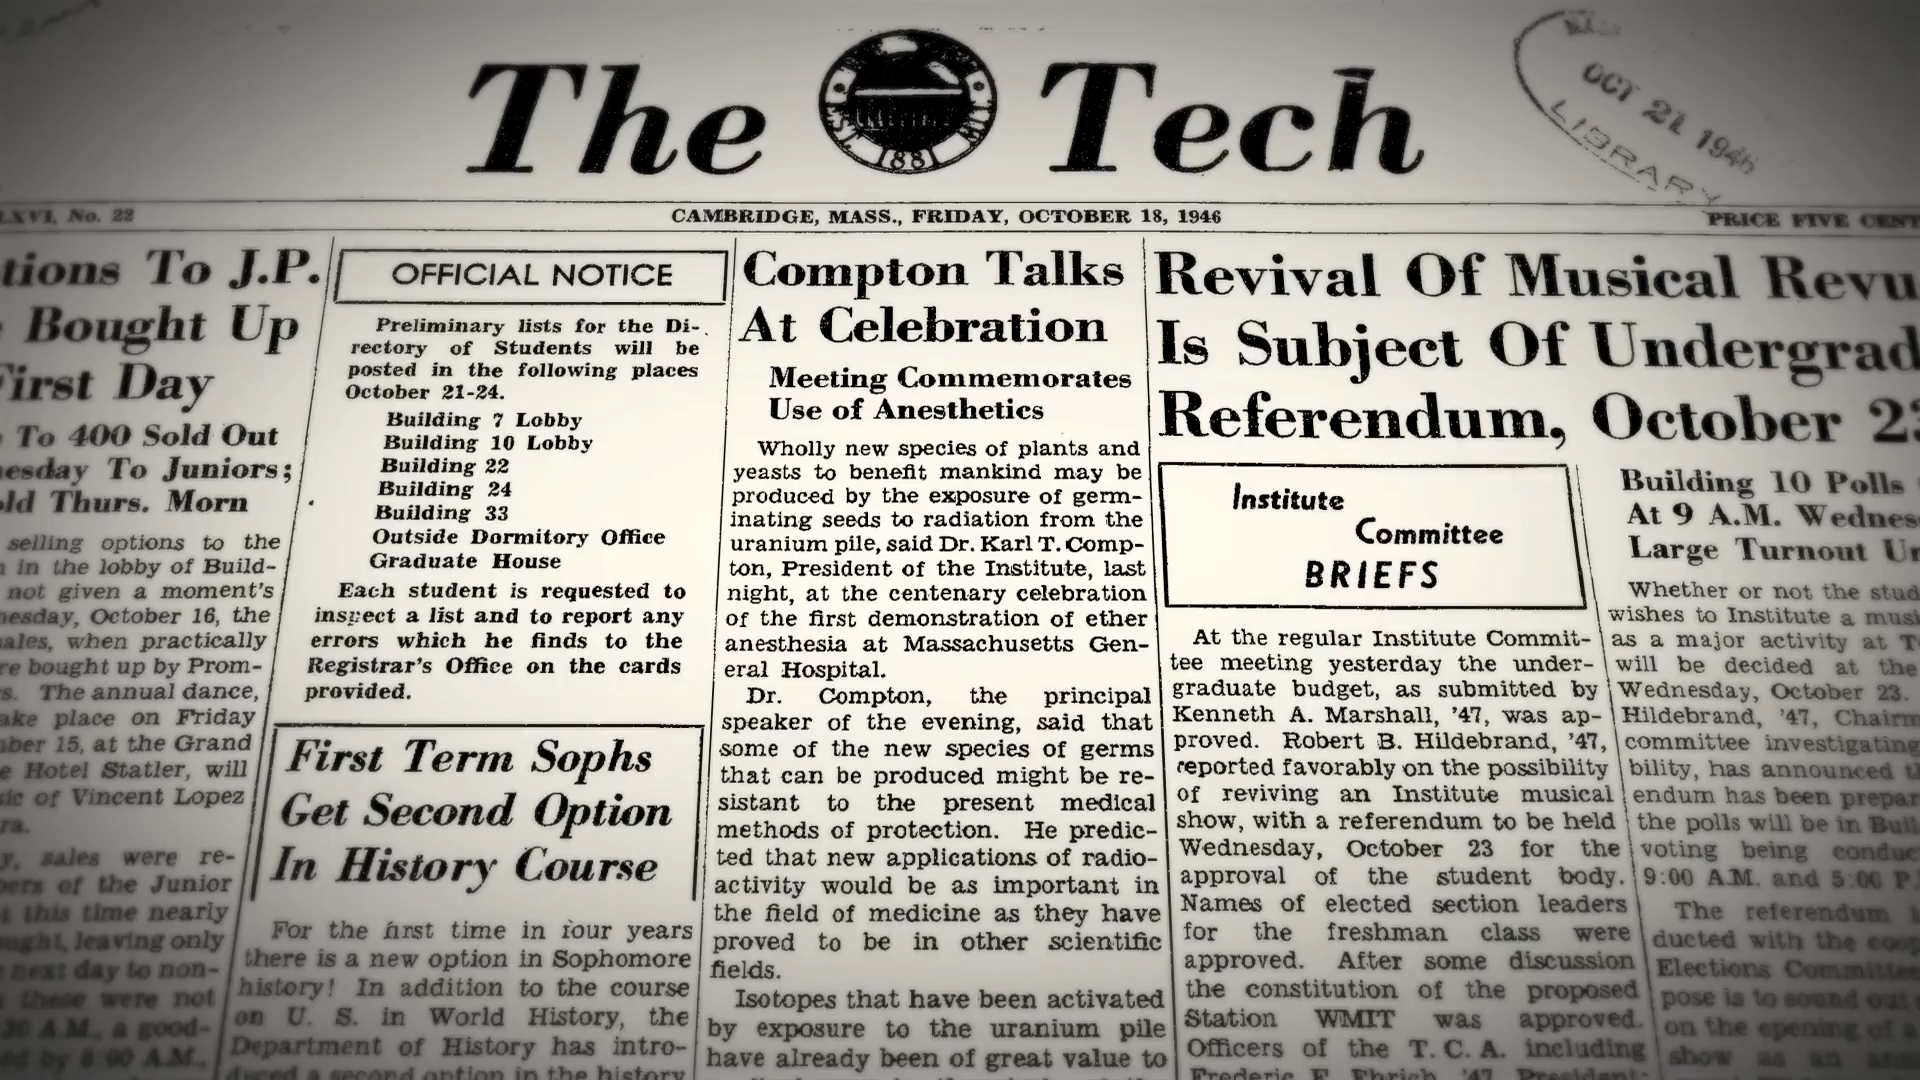 The Tech
88
OCT 21 1946
LIBRARY
LXVI, No. 22
CAMBRIDGE, MASS., FRIDAY, OCTOBER 18, 1946
PRICE FIVE CENT
tions To J.P.
Bought Up
First Day
To 400 Sold Out
esday To Juniors;
ld Thurs. Morn
selling options to the
in the lobby of Build-
not given a moment's
nesday, October 16, the
ales, when practically
re bought up by Prom-
s. The annual dance,
ake place on Friday
ber 15, at the Grand
e Hotel Statler, will
sic of Vincent Lopez
ra.
y, sales were re-
bers of the Junior
t this time nearly
ought, leaving only
next day to non-
these were not
30 A.M., a good-
ed by 8:00 A.M.,
OFFICIAL NOTICE
Preliminary lists for the Di-
rectory of Students will be
posted in the following places
October 21-24.
Building 7 Lobby
Building 10 Lobby
Building 22
Building 24
Building 33
Outside Dormitory Office
Graduate House
Each student is requested to
inspect a list and to report any
errors which he finds to the
Registrar's Office on the cards
provided.
First Term Sophs
Get Second Option
In History Course
For the first time in four years
there is a new option in Sophomore
history! In addition to the course
on U. S. in World History, the
Department of History has intro-
duced a second option in the history
Compton Talks
At Celebration
Meeting Commemorates
Use of Anesthetics
Wholly new species of plants and
yeasts to benefit mankind may be
produced by the exposure of germ-
inating seeds to radiation from the
uranium pile, said Dr. Karl T. Comp-
ton, President of the Institute, last
night, at the centenary celebration
of the first demonstration of ether
anesthesia at Massachusetts Gen-
eral Hospital.
Dr. Compton, the principal
speaker of the evening, said that
some of the new species of germs
that can be produced might be re-
sistant to the present medical
methods of protection. He predic-
ted that new applications of radio-
activity would be as important in
the field of medicine as they have
proved to be in other scientific
fields.
Isotopes that have been activated
by exposure to the uranium pile
have already been of great value to
Revival Of Musical Revu
Is Subject Of Undergrad
Referendum, October 23
Institute
Committee
BRIEFS
At the regular Institute Commit-
tee meeting yesterday the under-
graduate budget, as submitted by
Kenneth A. Marshall, '47, was ap-
proved. Robert B. Hildebrand, '47,
reported favorably on the possibility
of reviving an Institute musical
show, with a referendum to be held
Wednesday, October 23 for the
approval of the student body.
Names of elected section leaders
for the freshman class were
approved. After some discussion
the constitution of the proposed
Station WMIT was approved.
Officers of the T. C. A. including
Frederic F. Ehrich, '47, President;
Building 10 Polls
At 9 A.M. Wednes
Large Turnout Ur
Whether or not the stud
wishes to Institute a musi
as a major activity at T
will be decided at the
Wednesday, October 23.
Hildebrand, '47, Chairm
committee investigating
bility, has announced t
endum has been prepar
the polls will be in Buil
voting being conduc
9:00 A.M. and 5:00 P.
The referendum i
ducted with the coop
Elections Committee
pose is to sound out
on the opening of a
show as an ann